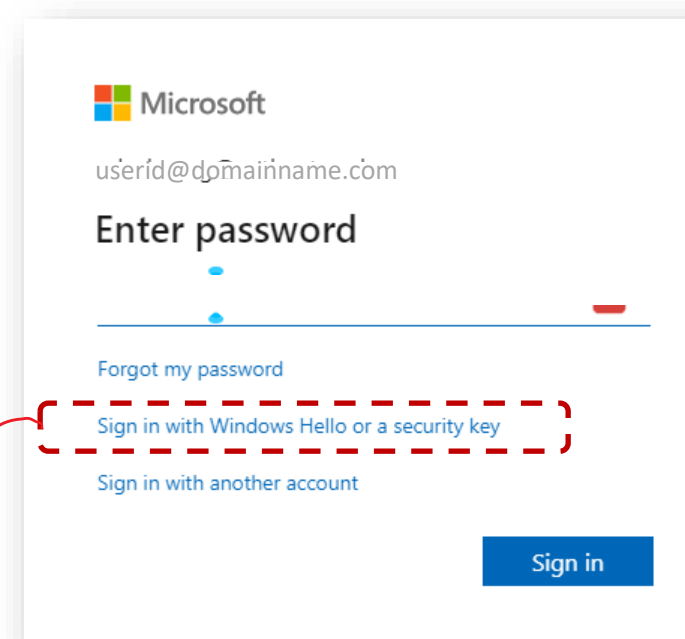 Microsoft
userid@domainname.com
Enter password
Forgot my password
Sign in with Windows Hello or a security key
Sign in with another account
Sign in